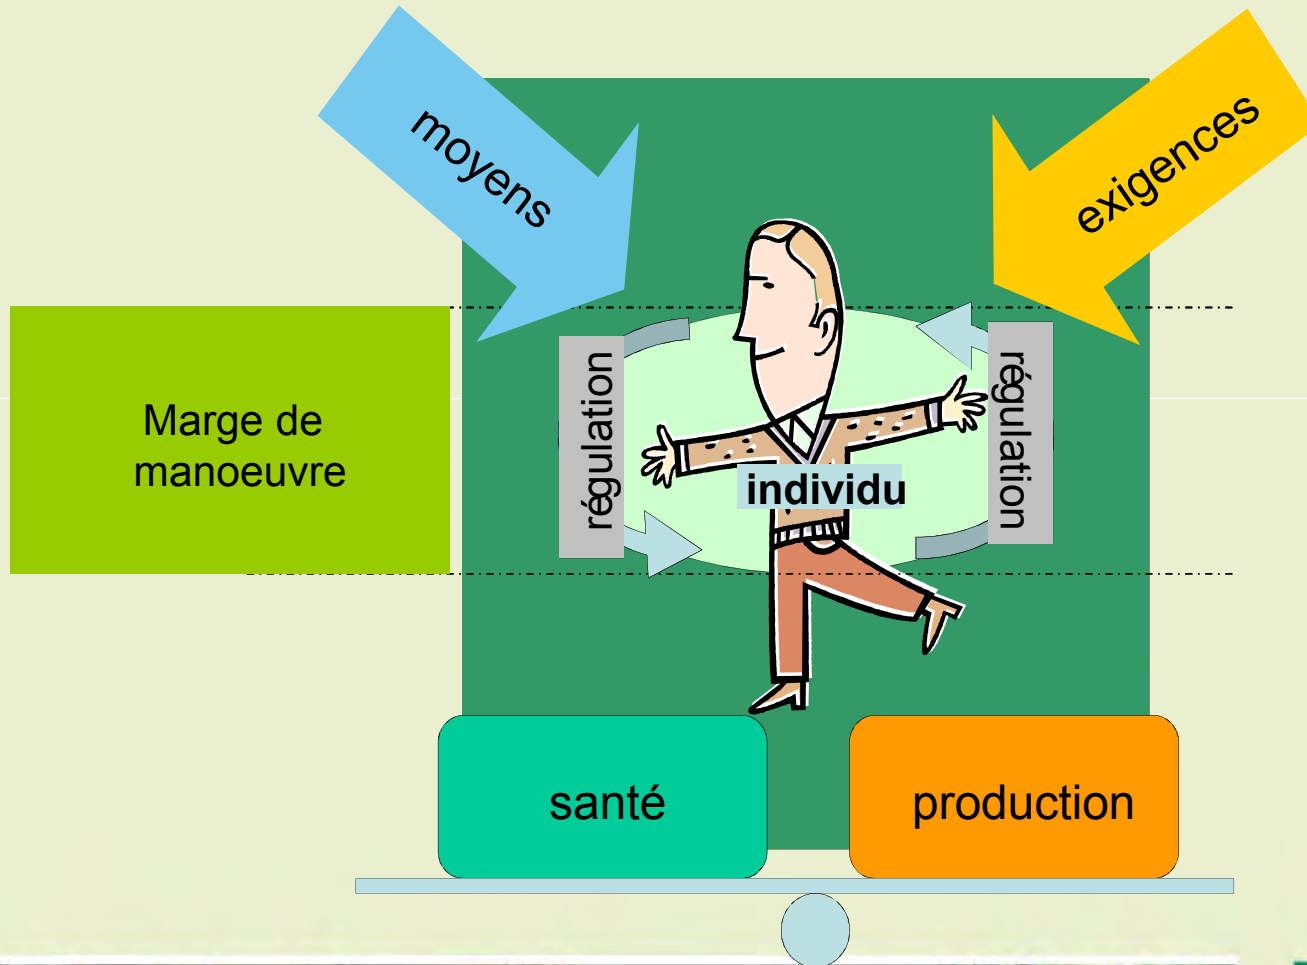 moyens
exigences
Marge de
manoeuvre
régulation
individu
régulation
santé
production